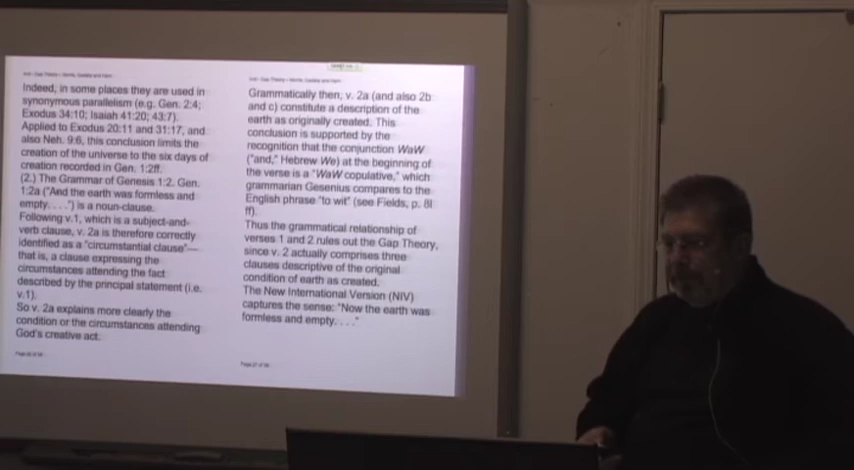 Indeed, in some places they are used in
synonymous parallelism (e.g. Gen. 2:4;
Exodus 34:10; Isaiah 41:20; 43:7).
Applied to Exodus 20:11 and 31:17, and
also Neh. 9:6, this conclusion limits the
creation of the universe to the six days of
creation recorded in Gen. 1:2ff.
(2.) The Grammar of Genesis 1:2. Gen.
1:2a ("And the earth was formless and
empty. . . .") is a noun-clause.
Following v.1, which is a subject-and-
verb clause, v. 2a is therefore correctly
identified as a "circumstantial clause"—
that is, a clause expressing the
circumstances attending the fact
described by the principal statement (i.e.
v.1).
So v. 2a explains more clearly the
condition or the circumstances attending
God's creative act.
Grammatically then, v. 2a (and also 2b
and c) constitute a description of the
earth as originally created. This
conclusion is supported by the
recognition that the conjunction WaW
("and," Hebrew We) at the beginning of
the verse is a "WaW copulative," which
grammarian Gesenius compares to the
English phrase "to wit" (see Fields, p. 8l
ff).
Thus the grammatical relationship of
verses 1 and 2 rules out the Gap Theory,
since v. 2 actually comprises three
clauses descriptive of the original
condition of earth as created.
The New International Version (NIV)
captures the sense: "Now the earth was
formless and empty. . . ."